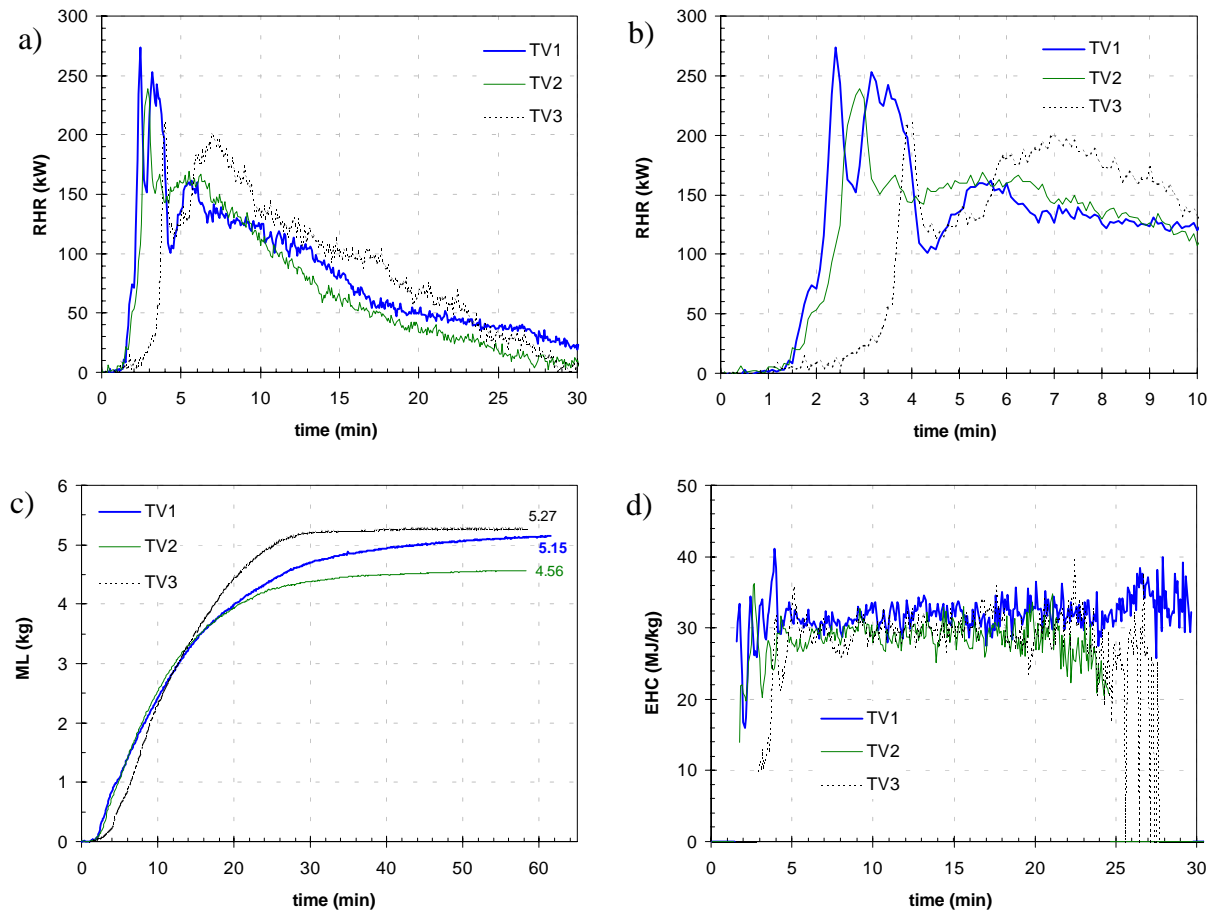 a)
RHR (kW)
300
250
200
150
100
50
0
TV1
TV2
TV3
0 5 10 15 20 25 30
time (min)
b)
RHR (kW)
300
250
200
150
100
50
0
TV1
TV2
TV3
0 1 2 3 4 5 6 7 8 9 10
time (min)
c)
ML (kg)
6
5
4
3
2
1
0
TV1
TV2
TV3
5.27
5.15
4.56
0 10 20 30 40 50 60
time (min)
d)
EHC (MJ/kg)
50
40
30
20
10
0
TV1
TV2
TV3
0 5 10 15 20 25 30
time (min)